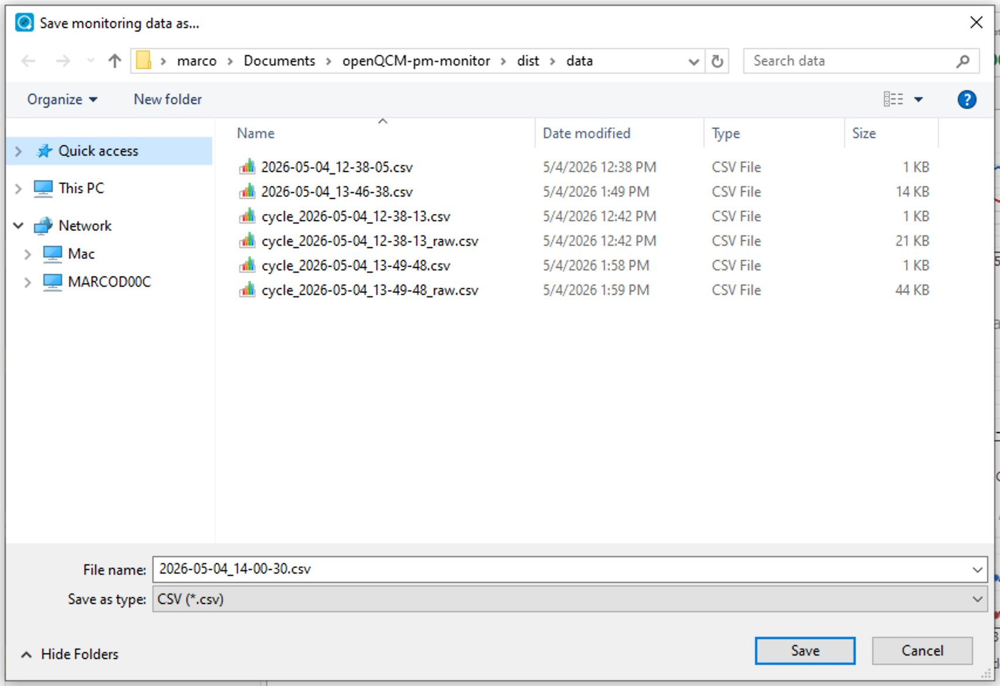 Save monitoring data as...
marco > Documents > openQCM-pm-monitor > dist > data
Search data
Organize
New folder
Name
Date modified
Type
Size
Quick access
This PC
Network
Mac
MARCOD00C
2026-05-04_12-38-05.csv 5/4/2026 12:38 PM CSV File 1 KB
2026-05-04_13-46-38.csv 5/4/2026 1:49 PM CSV File 14 KB
cycle_2026-05-04_12-38-13.csv 5/4/2026 12:42 PM CSV File 1 KB
cycle_2026-05-04_12-38-13_raw.csv 5/4/2026 12:42 PM CSV File 21 KB
cycle_2026-05-04_13-49-48.csv 5/4/2026 1:58 PM CSV File 1 KB
cycle_2026-05-04_13-49-48_raw.csv 5/4/2026 1:59 PM CSV File 44 KB
File name: 2026-05-04_14-00-30.csv
Save as type: CSV (*.csv)
Hide Folders
Save
Cancel